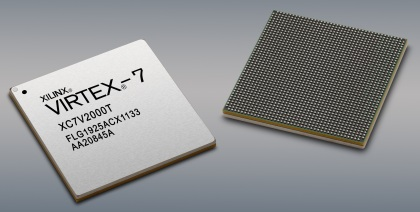 XILINX®
VIRTEX®-7
XC7V2000T
FLG1925ACX1133
AA20845A